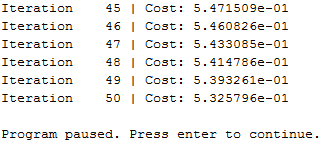 Iteration    45 | Cost: 5.471509e-01
Iteration    46 | Cost: 5.460826e-01
Iteration    47 | Cost: 5.433085e-01
Iteration    48 | Cost: 5.414786e-01
Iteration    49 | Cost: 5.393261e-01
Iteration    50 | Cost: 5.325796e-01
Program paused. Press enter to continue.